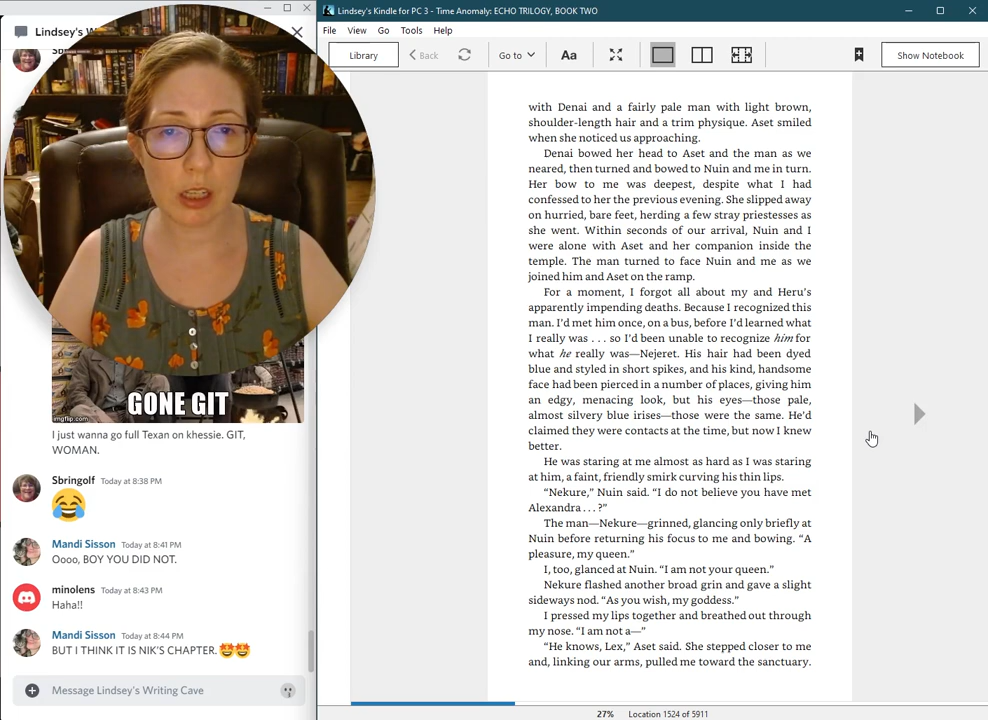 Lindsey's W
Sb
GONE GIT
imgflip.com
I just wanna go full Texan on khessie. GIT,
WOMAN.
Sbringolf Today at 8:38 PM
Mandi Sisson Today at 8:41 PM
Oooo, BOY YOU DID NOT.
minolens Today at 8:43 PM
Haha!!
Mandi Sisson Today at 8:44 PM
BUT I THINK IT IS NIK'S CHAPTER.
Message Lindsey's Writing Cave
Lindsey's Kindle for PC 3 - Time Anomaly: ECHO TRILOGY, BOOK TWO
File View Go Tools Help
Library Back Go to Aa Show Notebook
with Denai and a fairly pale man with light brown,
shoulder-length hair and a trim physique. Aset smiled
when she noticed us approaching.
Denai bowed her head to Aset and the man as we
neared, then turned and bowed to Nuin and me in turn.
Her bow to me was deepest, despite what I had
confessed to her the previous evening. She slipped away
on hurried, bare feet, herding a few stray priestesses as
she went. Within seconds of our arrival, Nuin and I
were alone with Aset and her companion inside the
temple. The man turned to face Nuin and me as we
joined him and Aset on the ramp.
For a moment, I forgot all about my and Heru's
apparently impending deaths. Because I recognized this
man. I'd met him once, on a bus, before I'd learned what
I really was . . . so I'd been unable to recognize him for
what he really was—Nejeret. His hair had been dyed
blue and styled in short spikes, and his kind, handsome
face had been pierced in a number of places, giving him
an edgy, menacing look, but his eyes—those pale,
almost silvery blue irises—those were the same. He'd
claimed they were contacts at the time, but now I knew
better.
He was staring at me almost as hard as I was staring
at him, a faint, friendly smirk curving his thin lips.
“Nekure,” Nuin said. “I do not believe you have met
Alexandra . . . ?”
The man—Nekure—grinned, glancing only briefly at
Nuin before returning his focus to me and bowing. “A
pleasure, my queen.”
I, too, glanced at Nuin. “I am not your queen.”
Nekure flashed another broad grin and gave a slight
sideways nod. “As you wish, my goddess.”
I pressed my lips together and breathed out through
my nose. “I am not a—”
“He knows, Lex,” Aset said. She stepped closer to me
and, linking our arms, pulled me toward the sanctuary.
27% Location 1524 of 5911